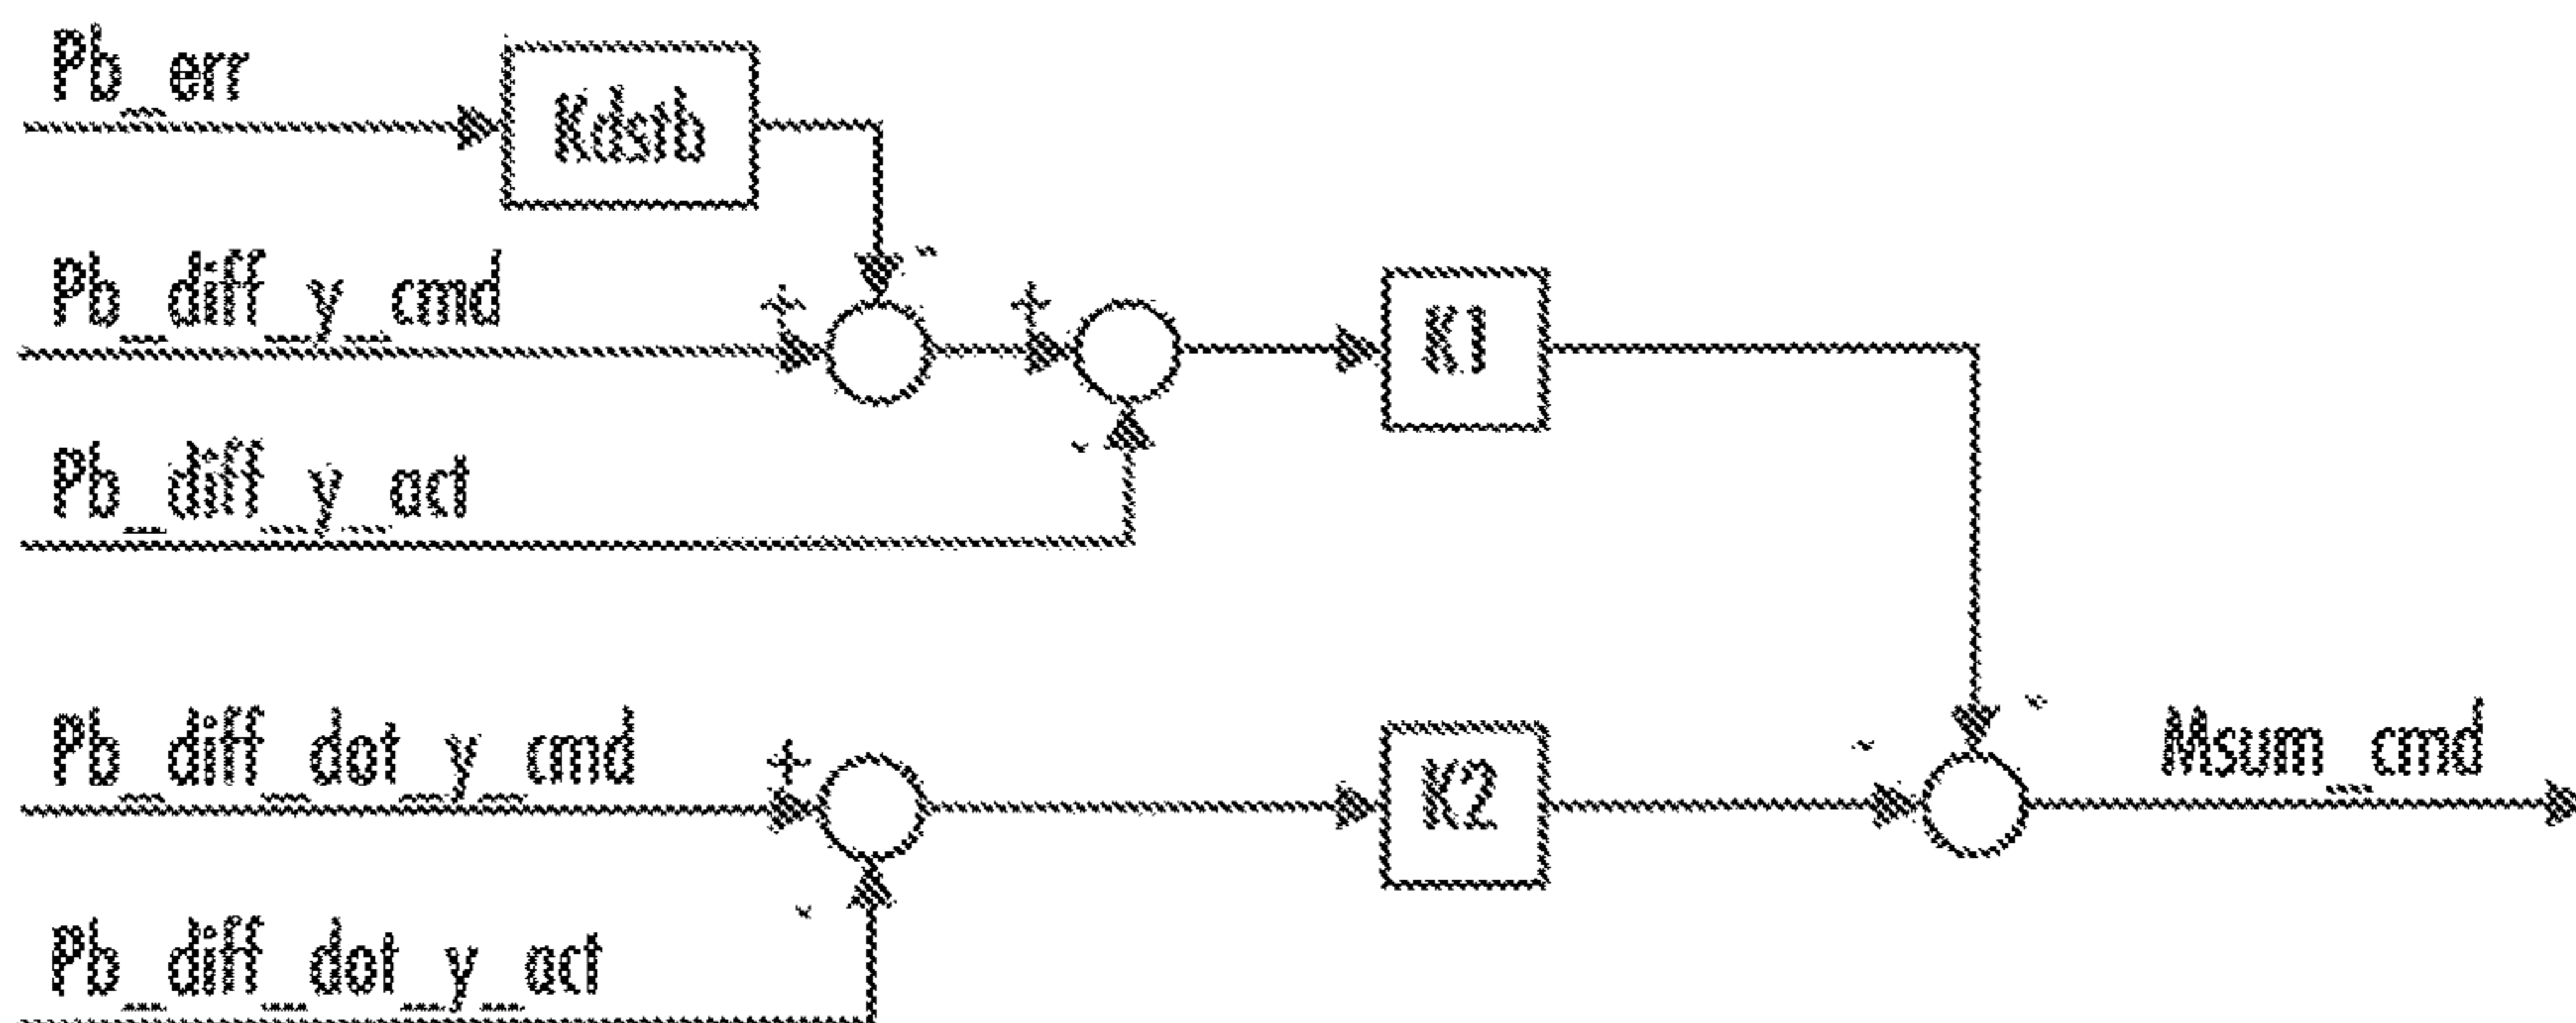 Pb_err
Kdstb
Pb_diff_y_cmd
+
-
+
K1
Pb_diff_y_act
-
Pb_diff_dot_y_cmd
+
K2
-
-
Msum_cmd
Pb_diff_dot_y_act
-